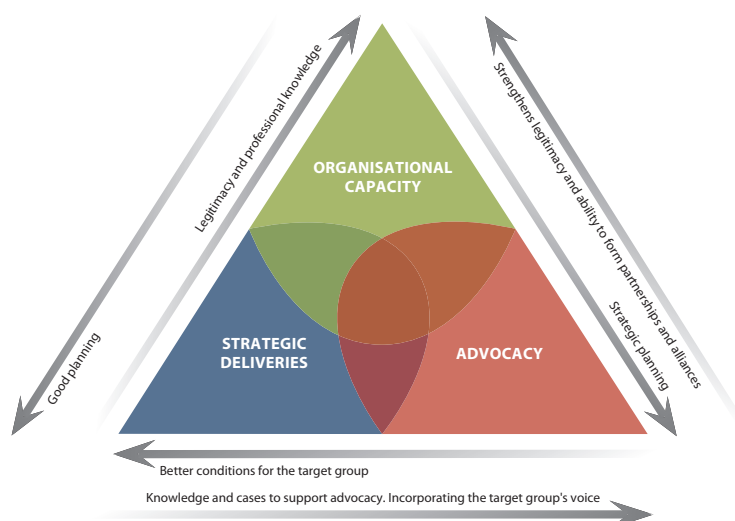 Legitimacy and professional knowledge
Strengthens legitimacy and ability to form partnerships and alliances
ORGANISATIONAL
CAPACITY
Good planning
STRATEGIC
DELIVERIES
ADVOCACY
Strategic planning
Better conditions for the target group
Knowledge and cases to support advocacy. Incorporating the target group's voice